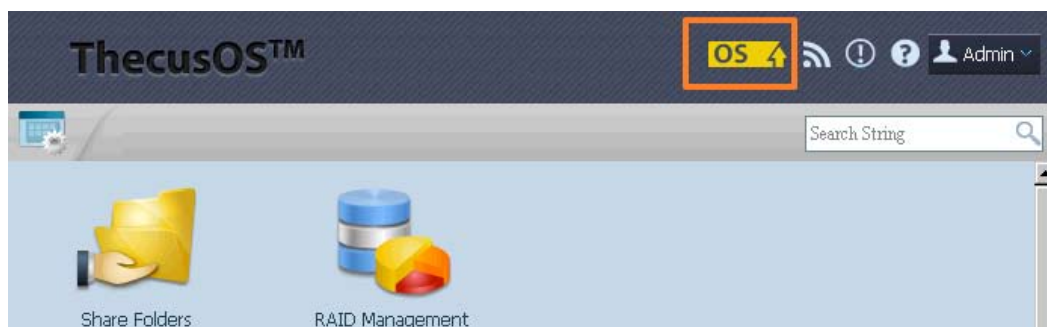 ThecusOS™ OS Admin
Search String
Share Folders RAID Management